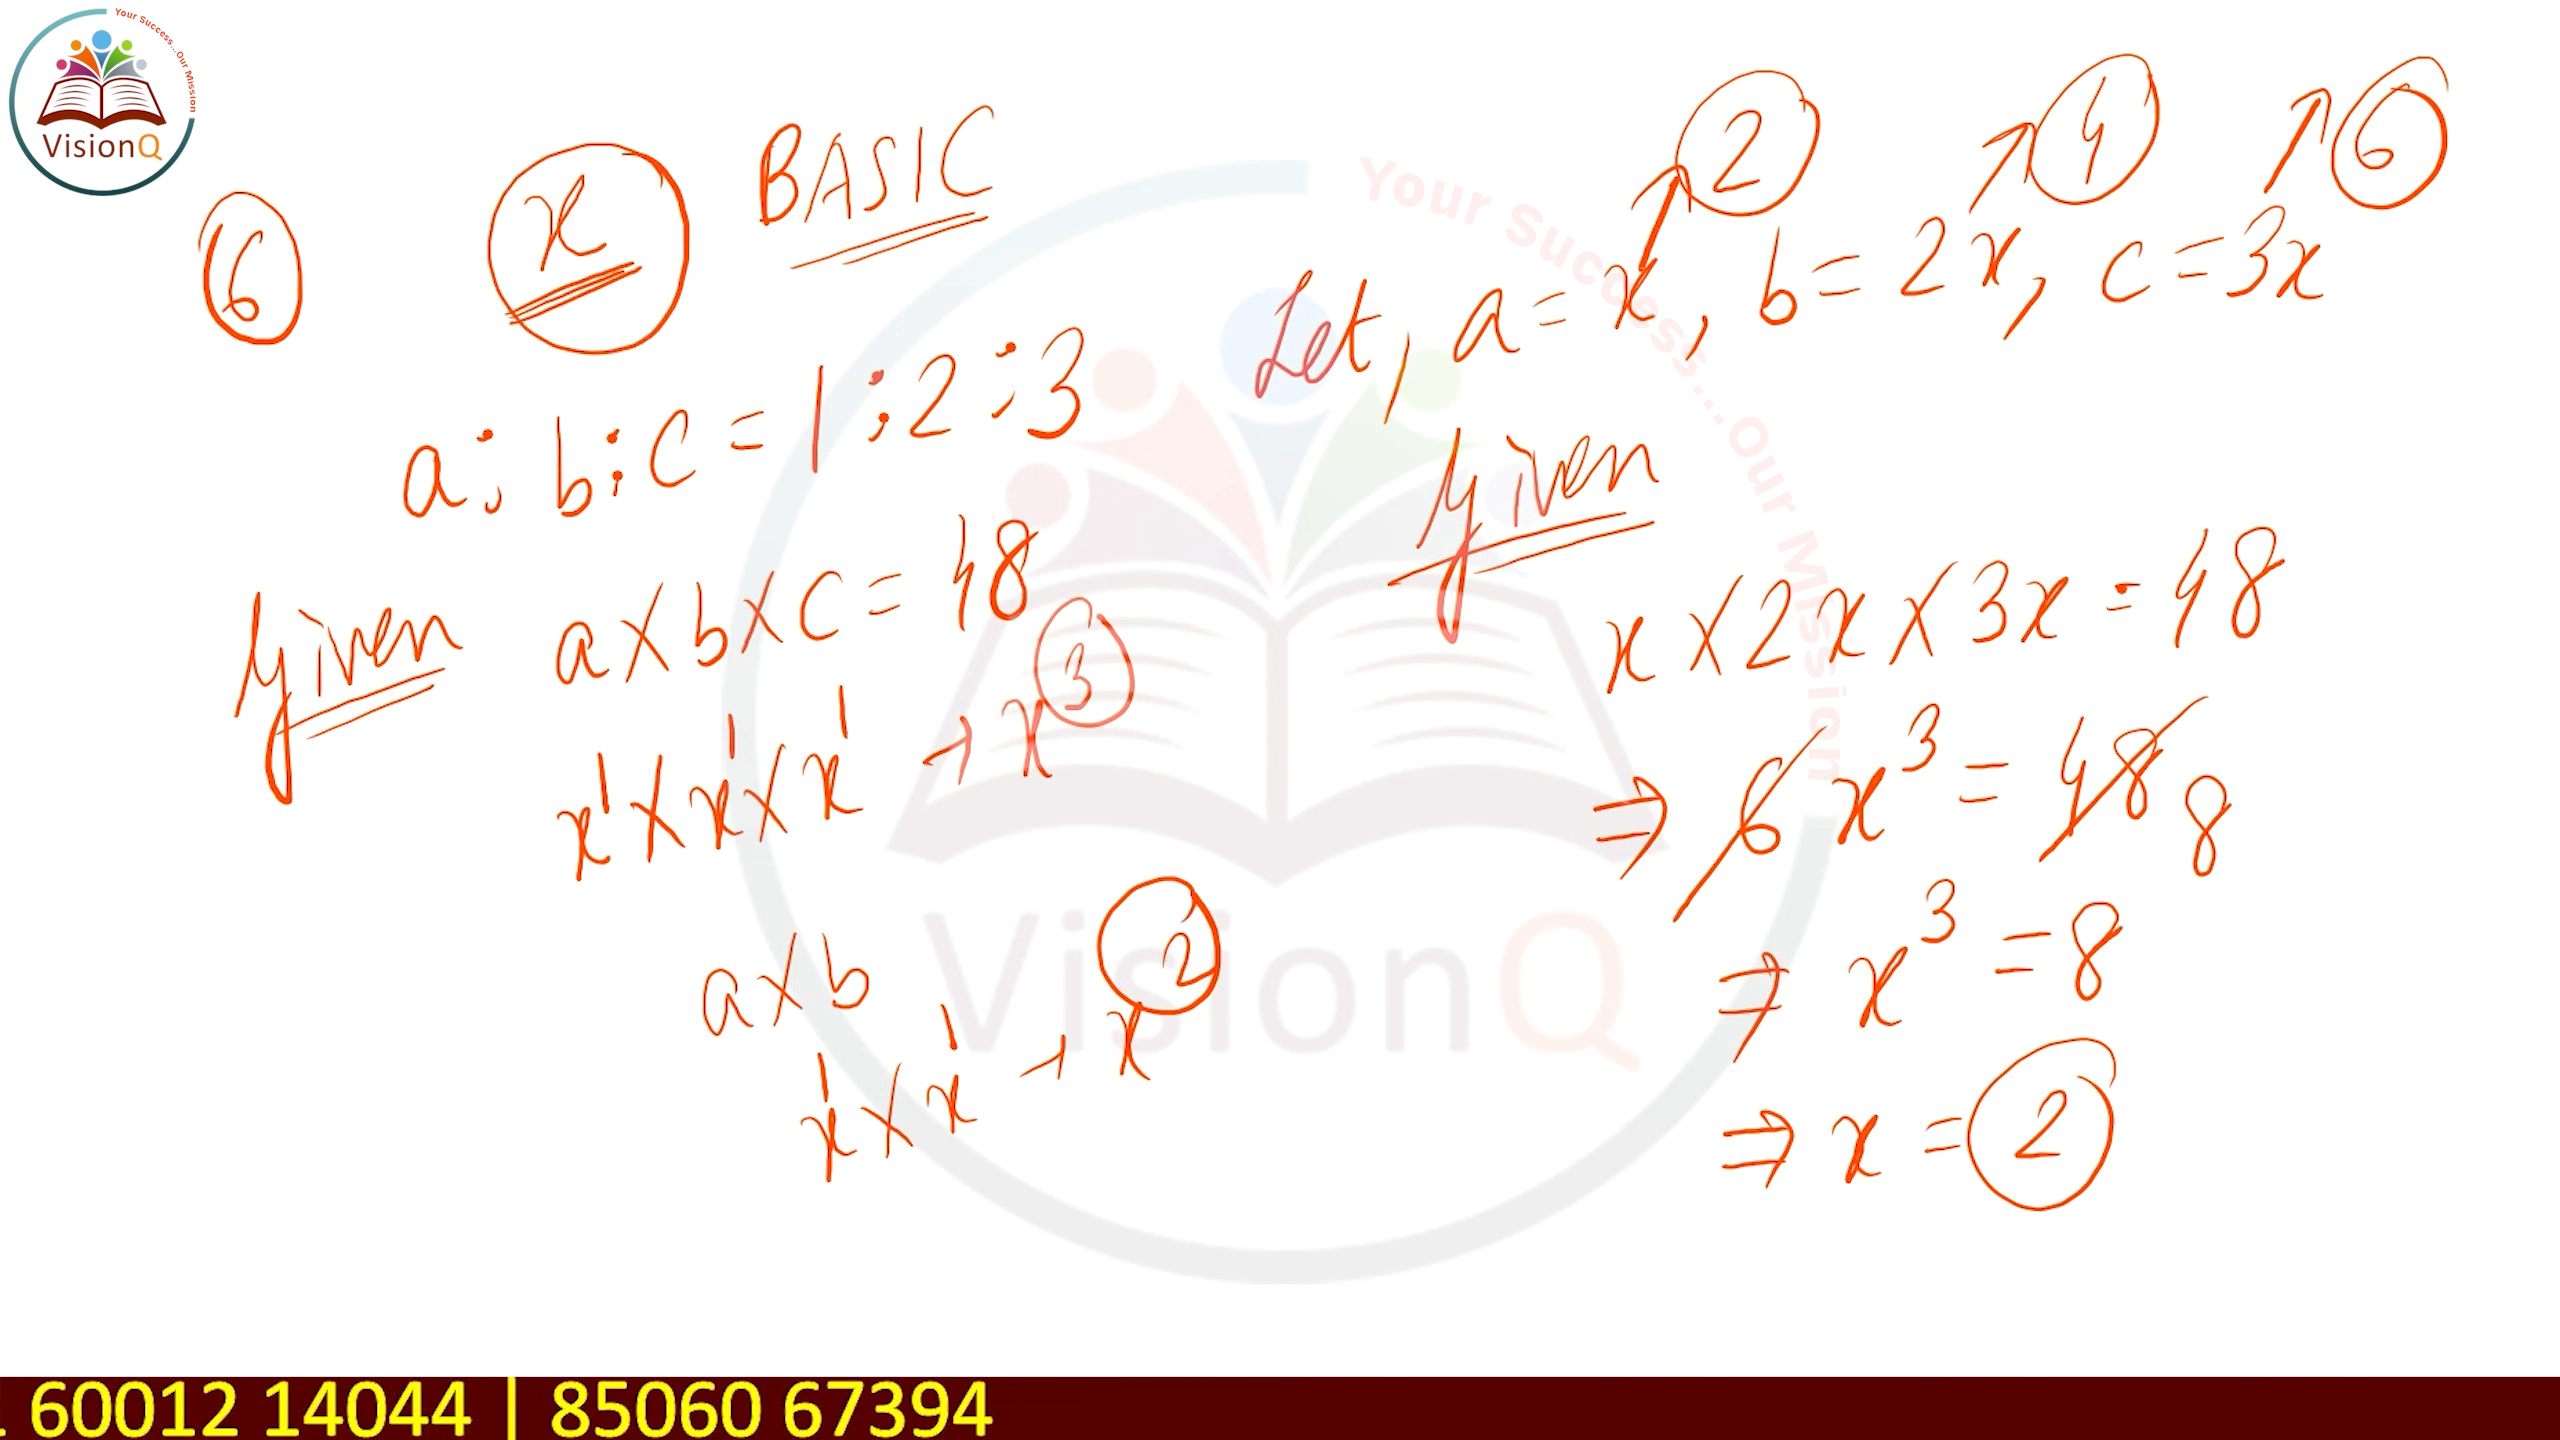 Your Success...Our Mission
VisionQ
6
x BASIC
a : b : c = 1 : 2 : 3
Given a × b × c = 48
x¹ × x¹ × x¹ → x³
a × b
x¹ × x¹ → x²
2 4 6
Let, a = x, b = 2x, c = 3x
Given
x × 2x × 3x = 48
⇒ 6x³ = 48 8
⇒ x³ = 8
⇒ x = 2
Your Success...Our Mission
VisionQ
60012 14044 | 85060 67394